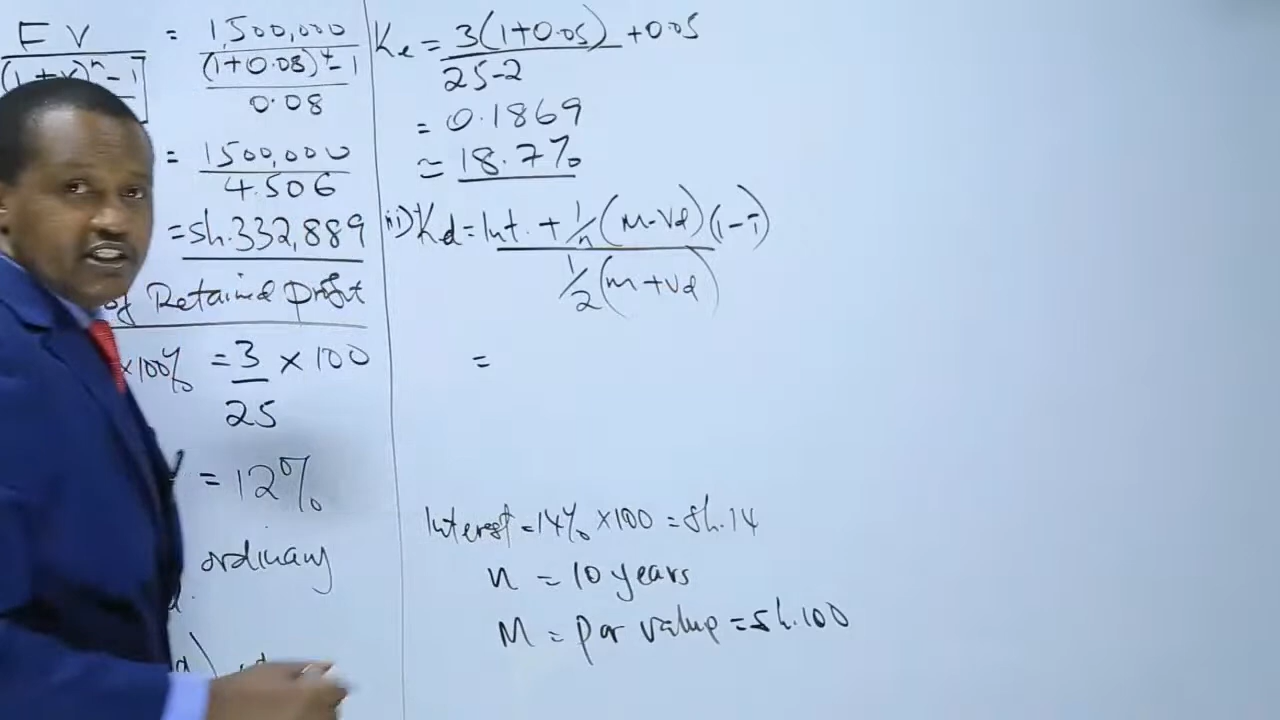 FV = 1,500,000
(1+r)ⁿ - 1 (1+0.08)⁴ - 1
0.08
= 1500,000
4.506
= Sh.332,889
of Retained profit
×100% = 3 × 100
25
= 12%
ordinary
Ke = 3(1+0.05) + 0.05
25-2
= 0.1869
≈ 18.7%
iii) Kd = Int. + 1/n (M-Vd)(1-T)
1/2 (m+Vd)
=
Interest = 14% ×100 = Sh.14
n = 10 years
M = par value = Sh.100